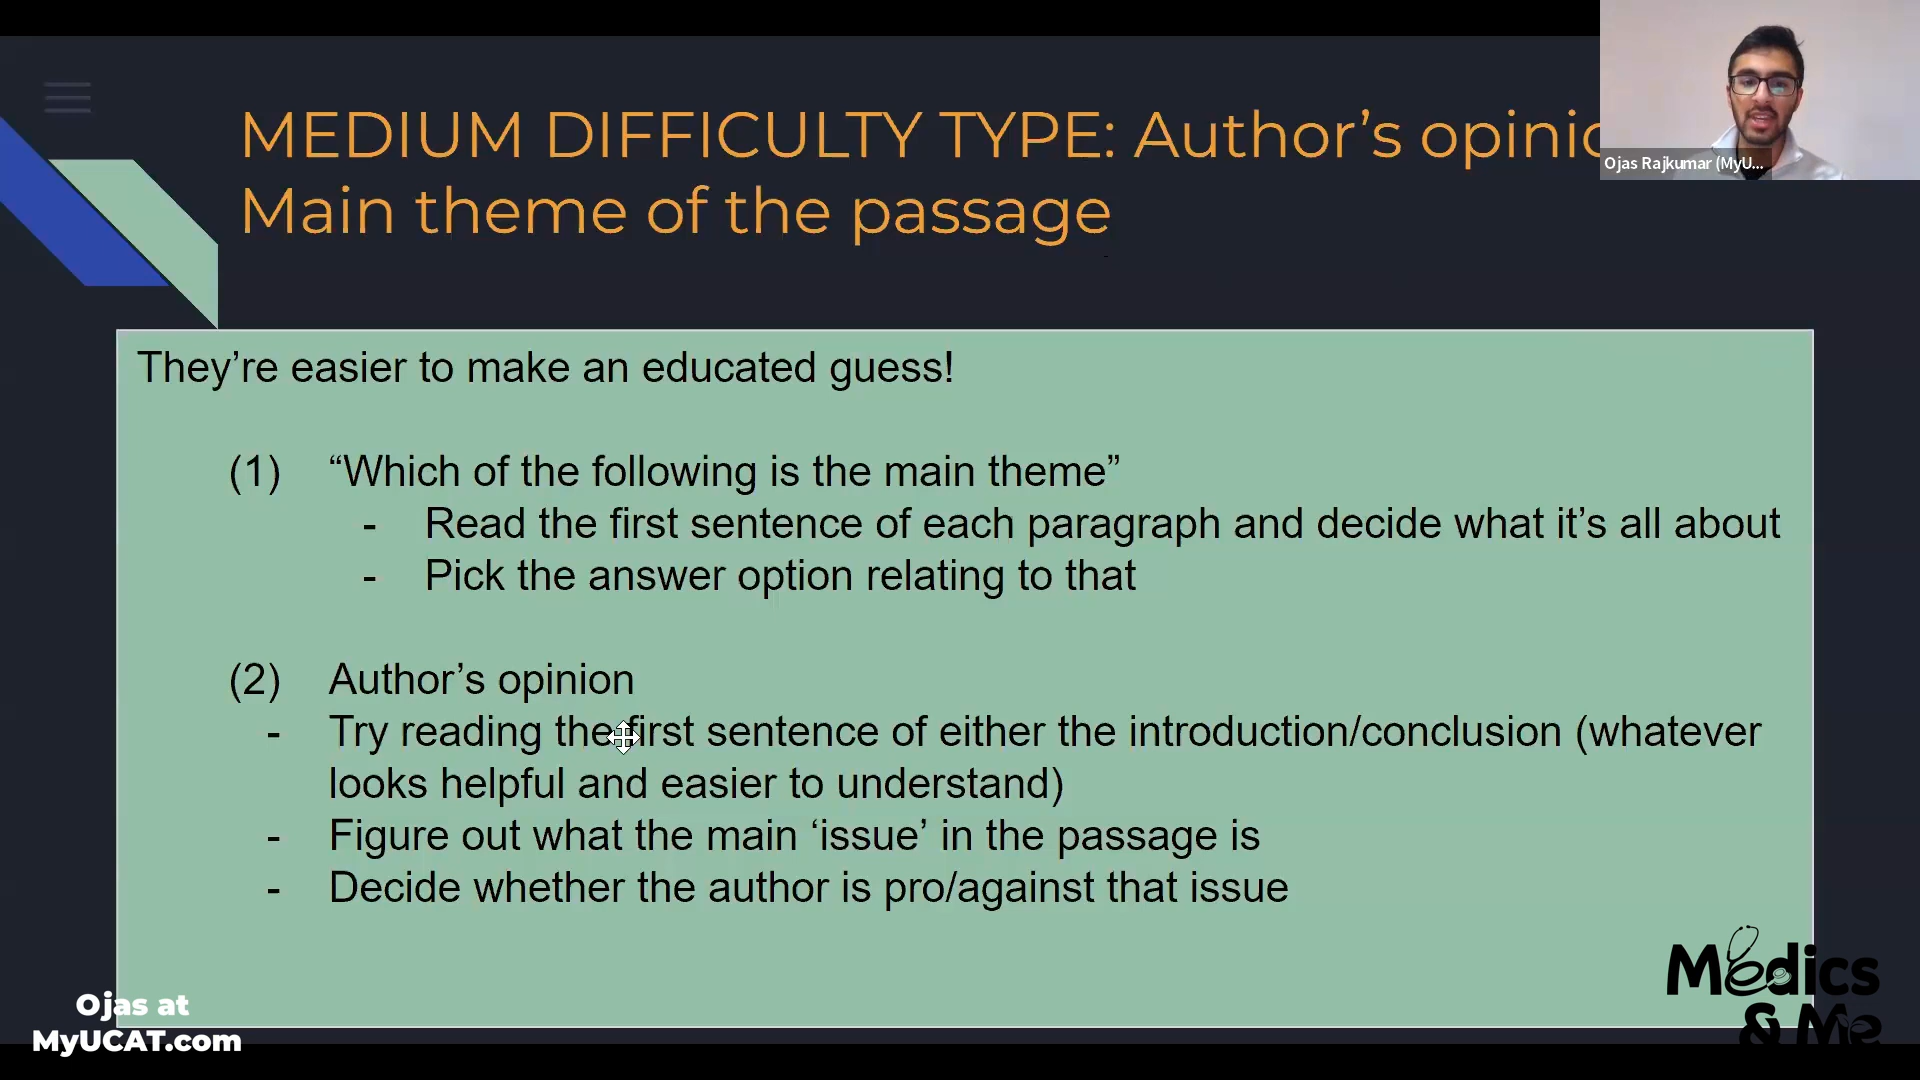 MEDIUM DIFFICULTY TYPE: Author’s opinio
Main theme of the passage
Ojas Rajkumar (MyU...
They’re easier to make an educated guess!
(1) “Which of the following is the main theme”
- Read the first sentence of each paragraph and decide what it’s all about
- Pick the answer option relating to that
(2) Author’s opinion
- Try reading the first sentence of either the introduction/conclusion (whatever
looks helpful and easier to understand)
- Figure out what the main ‘issue’ in the passage is
- Decide whether the author is pro/against that issue
Medics
& Me
Ojas at
MyUCAT.com